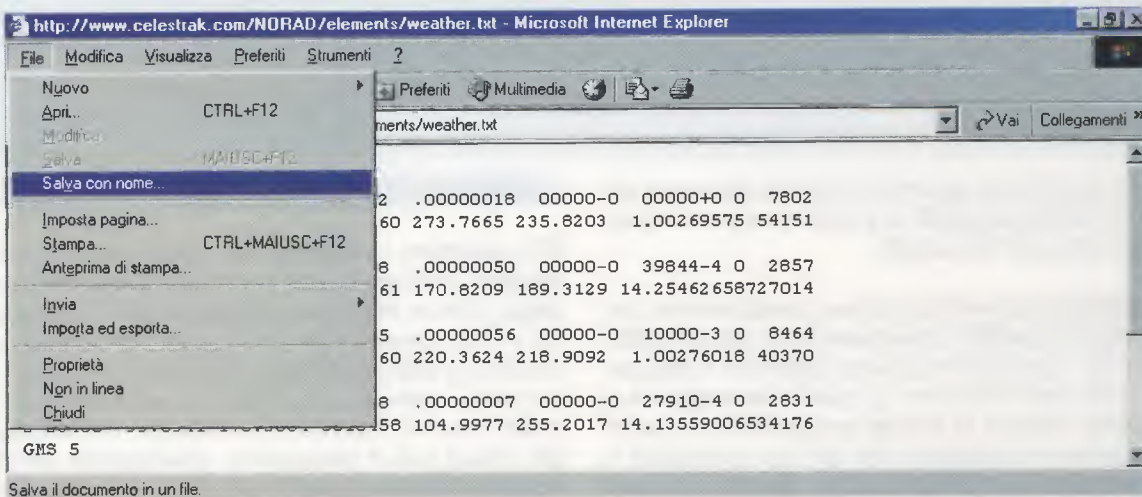 http://www.celestrak.com/NORAD/elements/weather.txt - Microsoft Internet Explorer
File Modifica Visualizza Preferiti Strumenti ?
Nuovo
Apri... CTRL+F12
Modifica
Salva MAIUSC+F12
Salva con nome...
Imposta pagina...
Stampa... CTRL+MAIUSC+F12
Anteprima di stampa...
Invia
Importa ed esporta...
Proprietà
Non in linea
Chiudi
Preferiti Multimedia
ments/weather.txt Vai Collegamenti »
2 .00000018 00000-0 00000+0 0 7802
60 273.7665 235.8203 1.00269575 54151
8 .00000050 00000-0 39844-4 0 2857
61 170.8209 189.3129 14.25462658727014
5 .00000056 00000-0 10000-3 0 8464
60 220.3624 218.9092 1.00276018 40370
8 .00000007 00000-0 27910-4 0 2831
58 104.9977 255.2017 14.13559006534176
GMS 5
Salva il documento in un file.